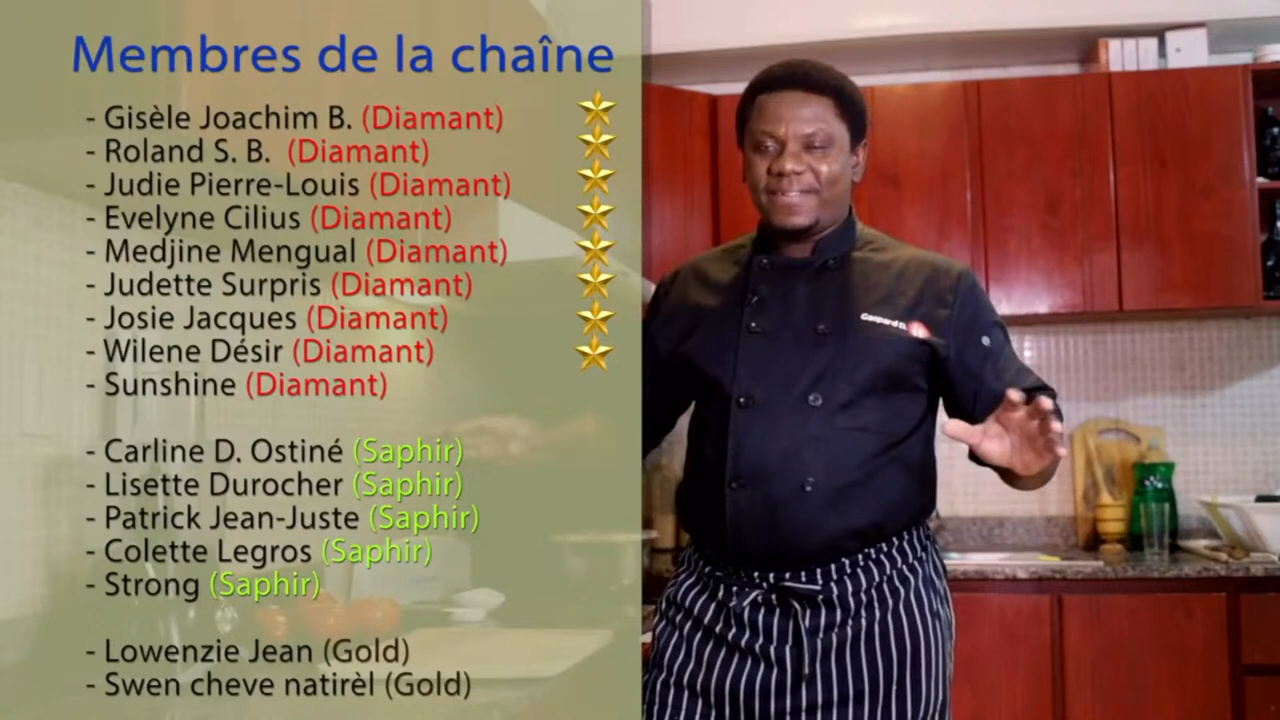 Membres de la chaîne
- Gisèle Joachim B. (Diamant)
- Roland S. B. (Diamant)
- Judie Pierre-Louis (Diamant)
- Evelyne Cilius (Diamant)
- Medjine Mengual (Diamant)
- Judette Surpris (Diamant)
- Josie Jacques (Diamant)
- Wilene Désir (Diamant)
- Sunshine (Diamant)
- Carline D. Ostiné (Saphir)
- Lisette Durocher (Saphir)
- Patrick Jean-Juste (Saphir)
- Colette Legros (Saphir)
- Strong (Saphir)
- Lowenzie Jean (Gold)
- Swen cheve natirèl (Gold)
Gaspard D.